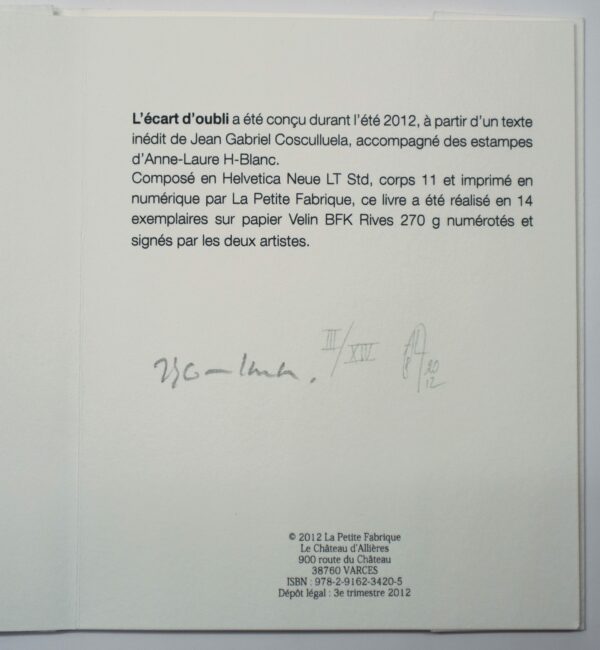 L'écart d'oubli a été conçu durant l'été 2012, à partir d'un texte
inédit de Jean Gabriel Cosculluela, accompagné des estampes
d'Anne-Laure H-Blanc.
Composé en Helvetica Neue LT Std, corps 11 et imprimé en
numérique par La Petite Fabrique, ce livre a été réalisé en 14
exemplaires sur papier Velin BFK Rives 270 g numérotés et
signés par les deux artistes.
III/XIV
20
12
© 2012 La Petite Fabrique
Le Château d'Allières
900 route du Château
38760 VARCES
ISBN : 978-2-9162-3420-5
Dépôt légal : 3e trimestre 2012